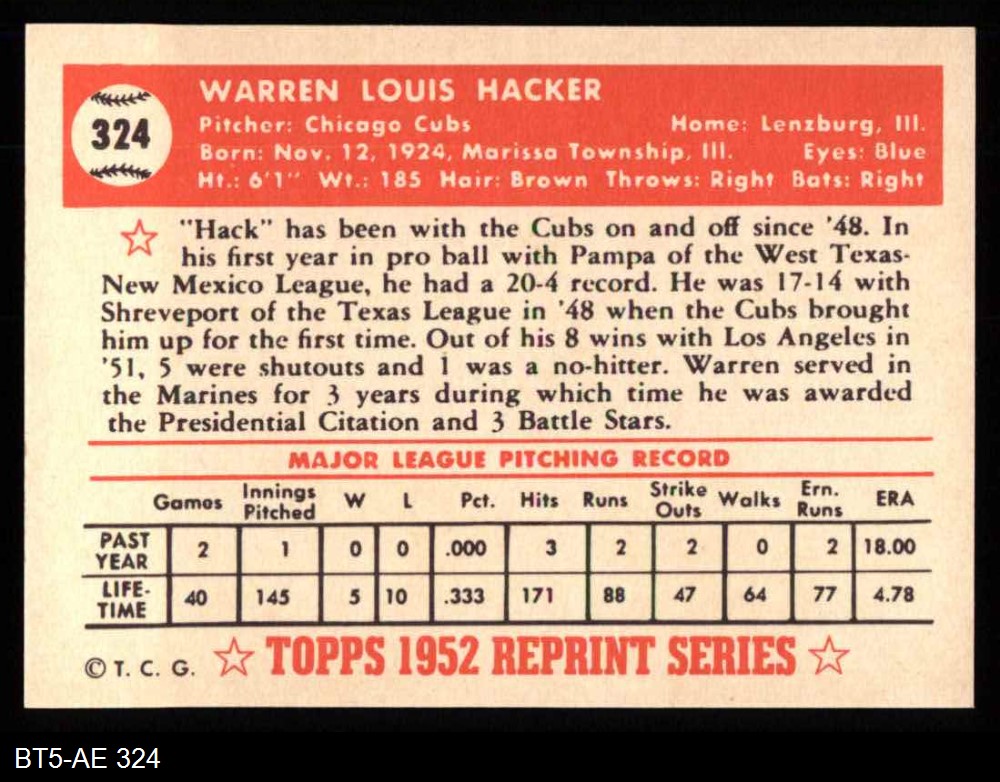 324
WARREN LOUIS HACKER
Pitcher: Chicago Cubs Home: Lenzburg, Ill.
Born: Nov. 12, 1924, Marissa Township, Ill. Eyes: Blue
Ht.: 6'1" Wt.: 185 Hair: Brown Throws: Right Bats: Right
"Hack" has been with the Cubs on and off since '48. In
his first year in pro ball with Pampa of the West Texas-
New Mexico League, he had a 20-4 record. He was 17-14 with
Shreveport of the Texas League in '48 when the Cubs brought
him up for the first time. Out of his 8 wins with Los Angeles in
'51, 5 were shutouts and 1 was a no-hitter. Warren served in
the Marines for 3 years during which time he was awarded
the Presidential Citation and 3 Battle Stars.
MAJOR LEAGUE PITCHING RECORD
Games Innings Pitched W L Pct. Hits Runs Strike Outs Walks Ern. Runs ERA
PAST YEAR 2 1 0 0 .000 3 2 2 0 2 18.00
LIFE-TIME 40 145 5 10 .333 171 88 47 64 77 4.78
© T. C. G. TOPPS 1952 REPRINT SERIES
BT5-AE 324